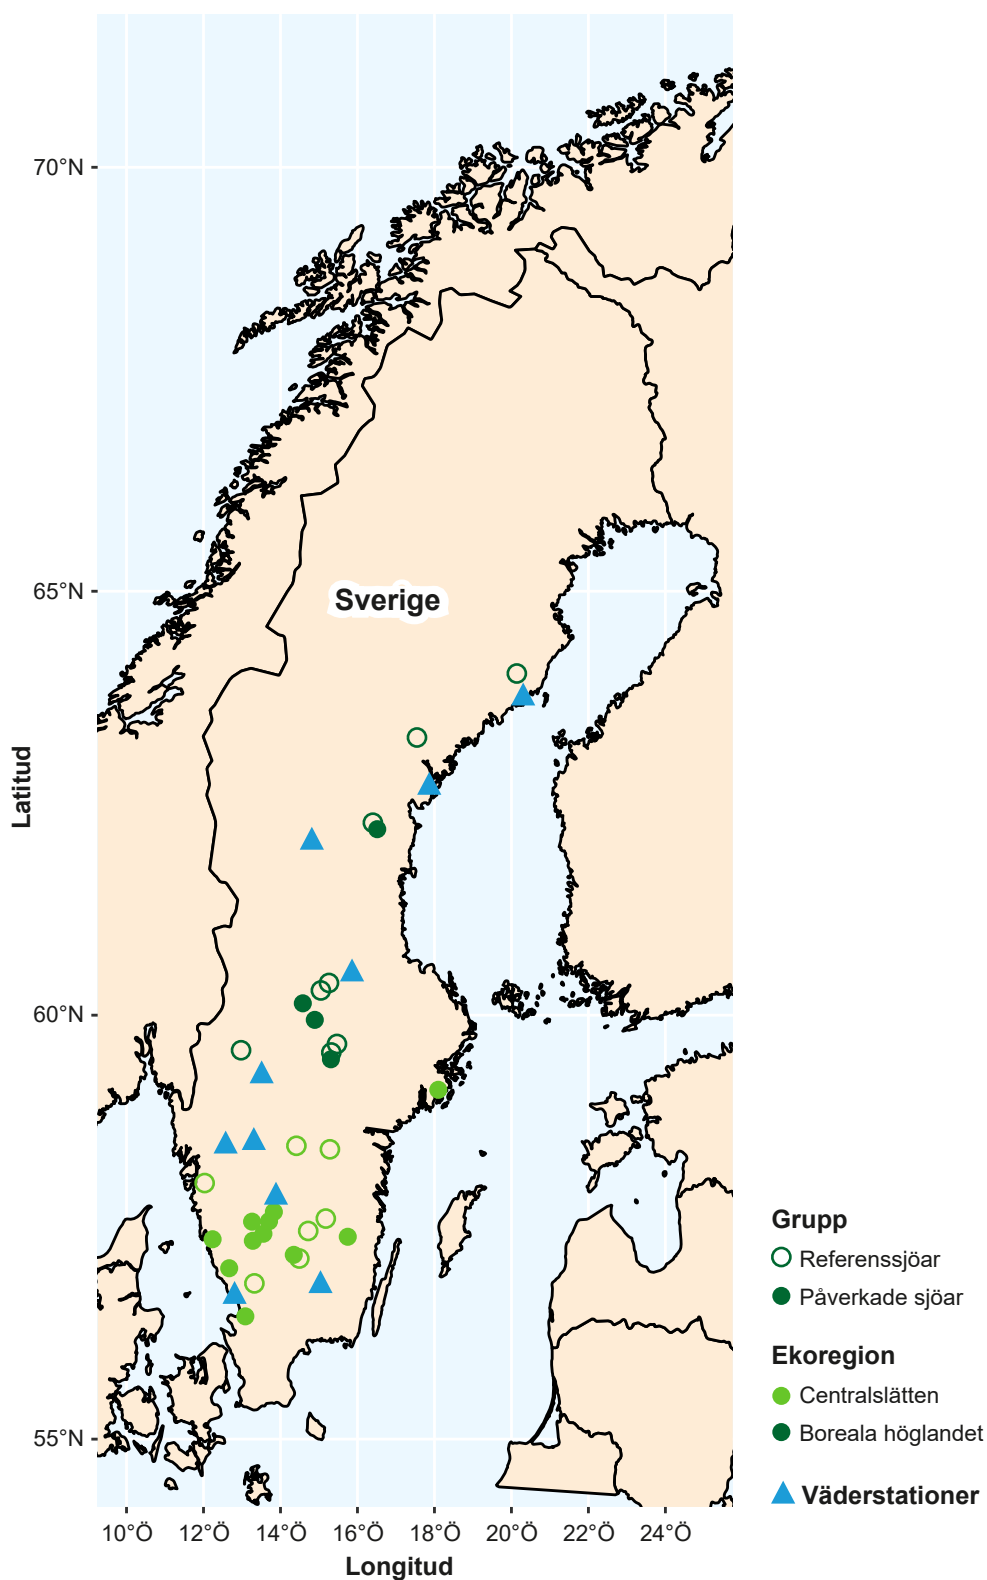 70°N
65°N
60°N
55°N
Latitud
Sverige
10°Ö
12°Ö
14°Ö
16°Ö
18°Ö
20°Ö
22°Ö
24°Ö
Longitud
Grupp
Referenssjöar
Påverkade sjöar
Ekoregion
Centralslätten
Boreala höglandet
Väderstationer